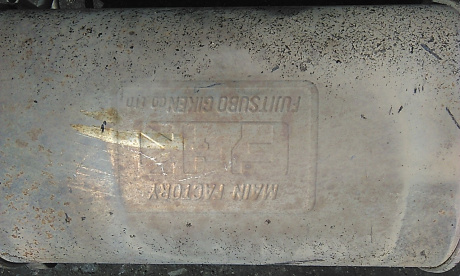 MAIN FACTORY
FUJITSUBO GIKEN Co. Ltd.